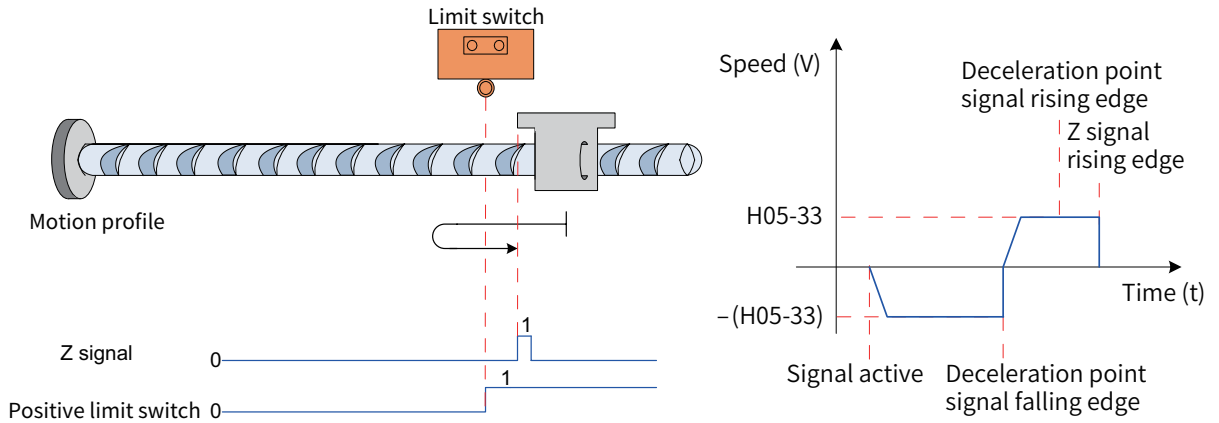 Limit switch
Motion profile
Z signal
0
1
Positive limit switch
0
1
Speed (V)
Deceleration point
signal rising edge
Z signal
rising edge
H05-33
Time (t)
–(H05-33)
Signal active
Deceleration point
signal falling edge